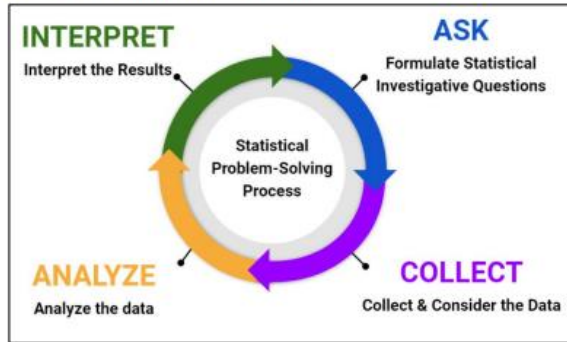 INTERPRET
Interpret the Results
ASK
Formulate Statistical
Investigative Questions
Statistical
Problem-Solving
Process
ANALYZE
Analyze the data
COLLECT
Collect & Consider the Data